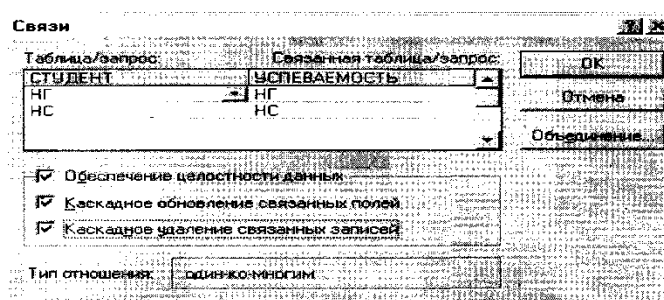 Связи
Таблица/запрос: Связанная таблица/запрос:
СТУДЕНТ УСПЕВАЕМОСТЬ
НГ НГ
НС НС
ОК
Отмена
Объединение...
Обеспечение целостности данных
Каскадное обновление связанных полей
Каскадное удаление связанных записей
Тип отношения: один-ко-многим